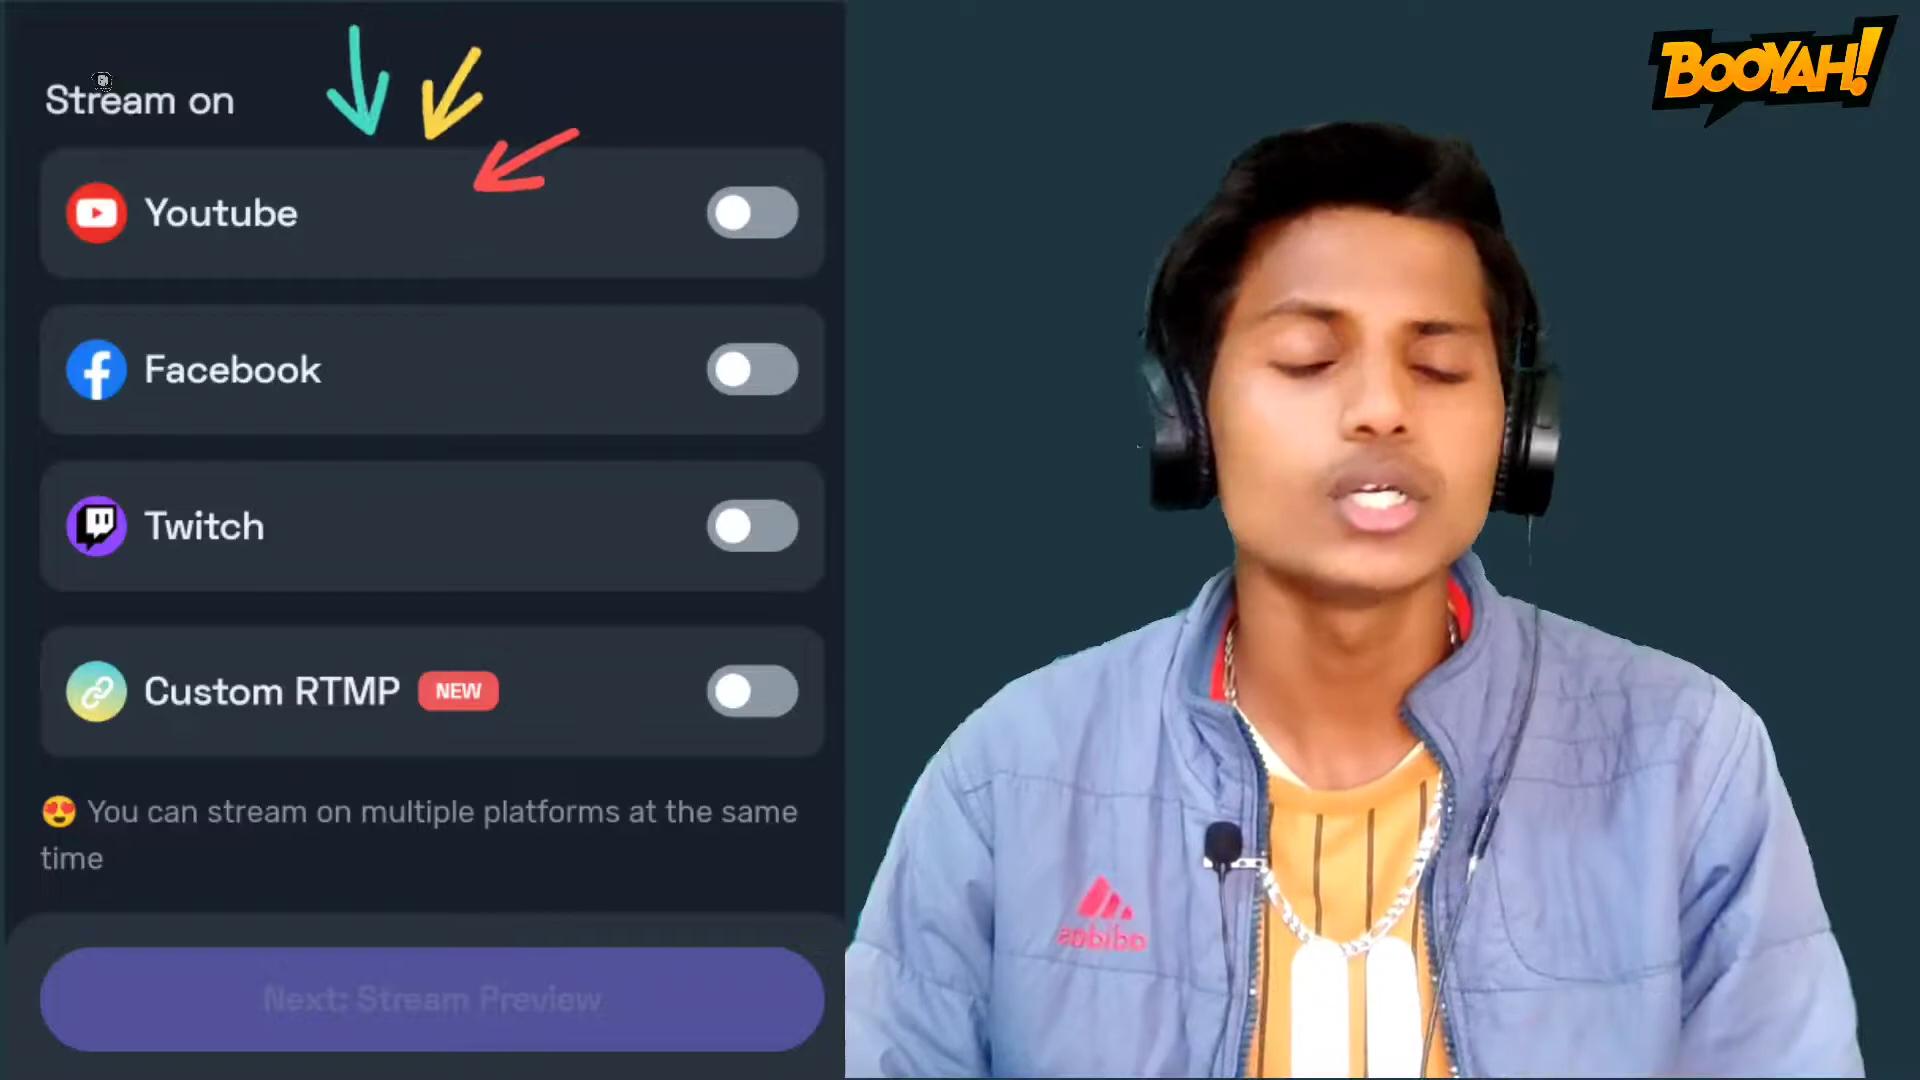 Stream on
Youtube
Facebook
Twitch
Custom RTMP NEW
😍 You can stream on multiple platforms at the same
time
Next: Stream Preview
BOOYAH!
adidas